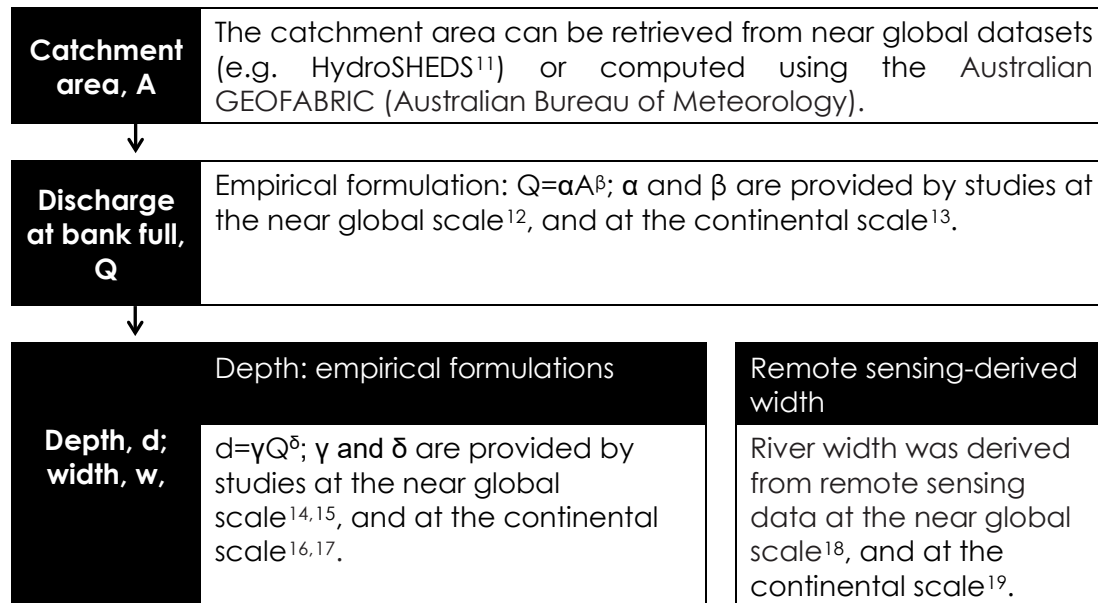 Catchment
area, A
The catchment area can be retrieved from near global datasets
(e.g. HydroSHEDS¹¹) or computed using the Australian
GEOFABRIC (Australian Bureau of Meteorology).
Discharge
at bank full,
Q
Empirical formulation: Q=αAᵝ; α and β are provided by studies at
the near global scale¹², and at the continental scale¹³.
Depth, d;
width, w,
Depth: empirical formulations
d=γQᵟ; γ and δ are provided by
studies at the near global
scale¹⁴,¹⁵, and at the continental
scale¹⁶,¹⁷.
Remote sensing-derived
width
River width was derived
from remote sensing
data at the near global
scale¹⁸, and at the
continental scale¹⁹.